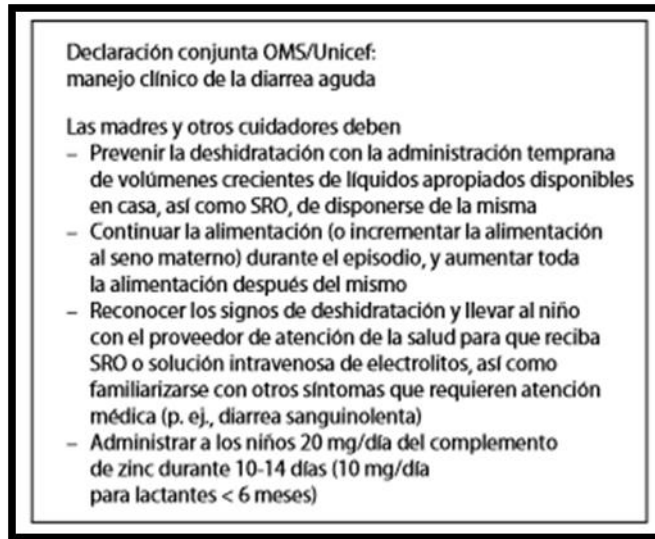 Declaración conjunta OMS/Unicef:
manejo clínico de la diarrea aguda
Las madres y otros cuidadores deben
– Prevenir la deshidratación con la administración temprana
de volúmenes crecientes de líquidos apropiados disponibles
en casa, así como SRO, de disponerse de la misma
– Continuar la alimentación (o incrementar la alimentación
al seno materno) durante el episodio, y aumentar toda
la alimentación después del mismo
– Reconocer los signos de deshidratación y llevar al niño
con el proveedor de atención de la salud para que reciba
SRO o solución intravenosa de electrolitos, así como
familiarizarse con otros síntomas que requieren atención
médica (p. ej., diarrea sanguinolenta)
– Administrar a los niños 20 mg/día del complemento
de zinc durante 10-14 días (10 mg/día
para lactantes < 6 meses)